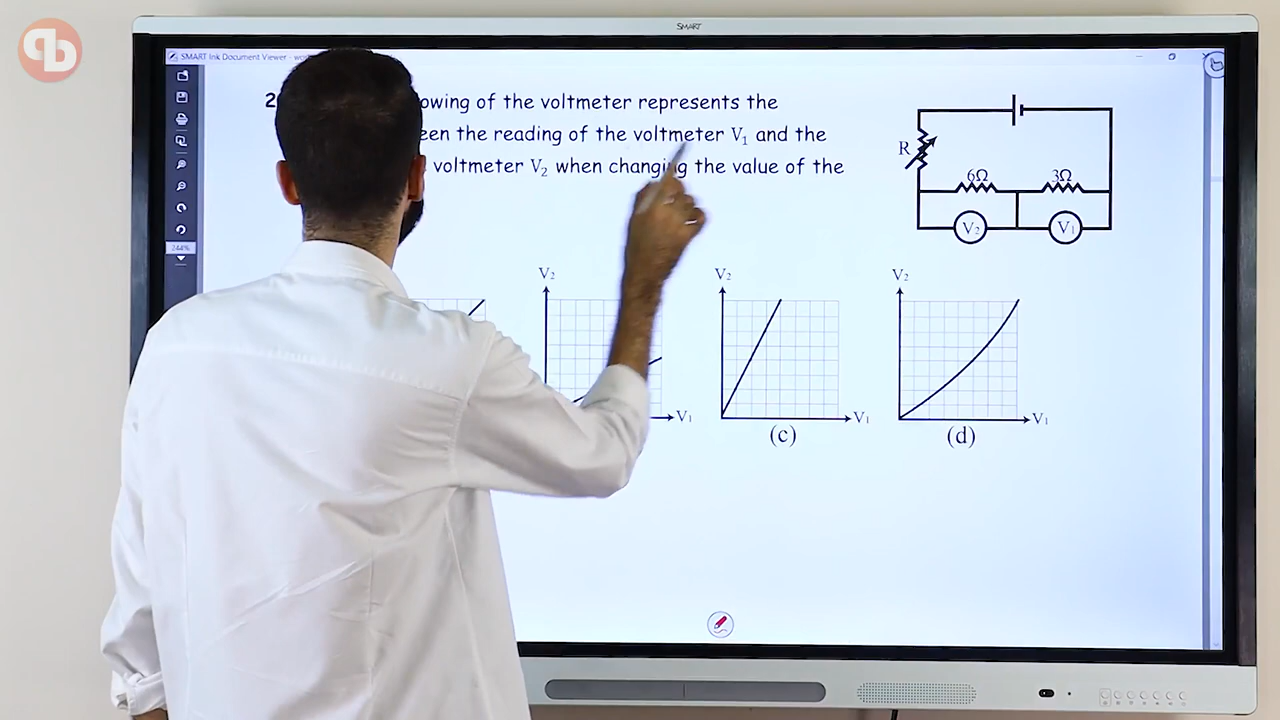 SMART
pb
SMART Ink Document Viewer
2
owing of the voltmeter represents the
een the reading of the voltmeter V₁ and the
voltmeter V₂ when changing the value of the
R
6Ω
3Ω
V₂
V₁
244%
V₂
V₂
V₂
V₁
V₁
V₁
(c)
(d)